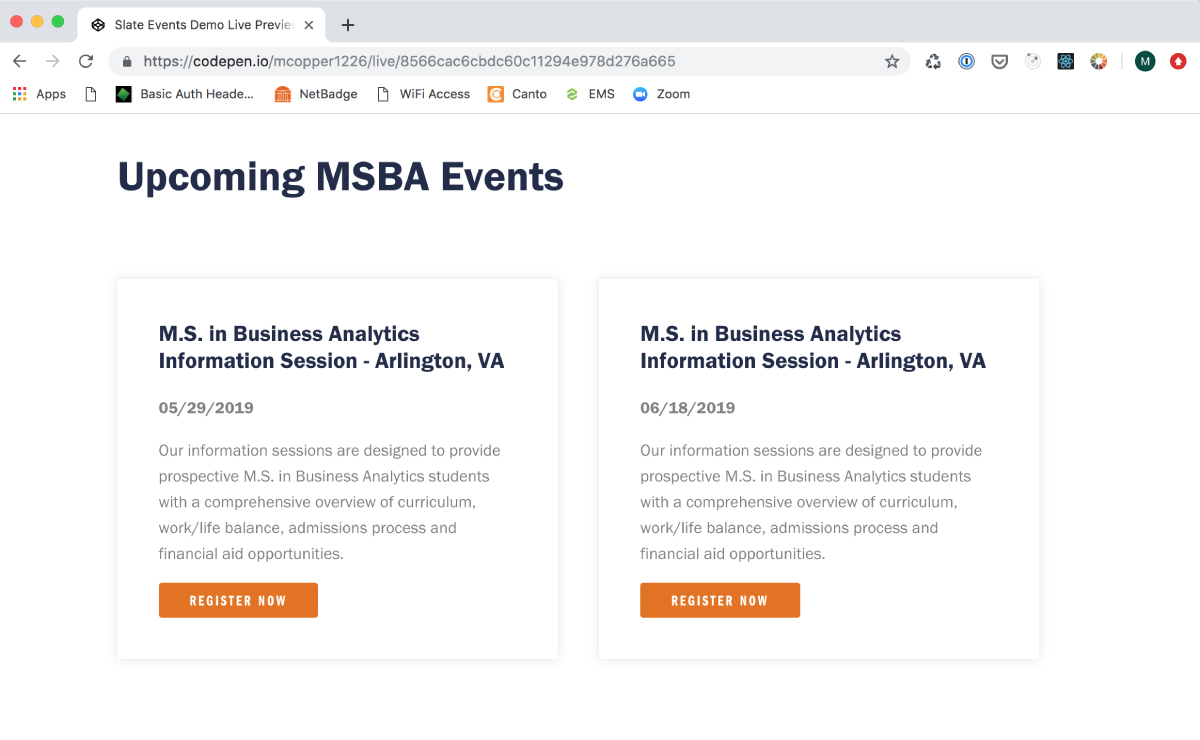 Slate Events Demo Live Preview
https://codepen.io/mcopper1226/live/8566cac6cbdc60c11294e978d276a665
M
Apps
Basic Auth Heade...
NetBadge
WiFi Access
Canto
EMS
Zoom
Upcoming MSBA Events
M.S. in Business Analytics
Information Session - Arlington, VA
05/29/2019
Our information sessions are designed to provide
prospective M.S. in Business Analytics students
with a comprehensive overview of curriculum,
work/life balance, admissions process and
financial aid opportunities.
REGISTER NOW
M.S. in Business Analytics
Information Session - Arlington, VA
06/18/2019
Our information sessions are designed to provide
prospective M.S. in Business Analytics students
with a comprehensive overview of curriculum,
work/life balance, admissions process and
financial aid opportunities.
REGISTER NOW